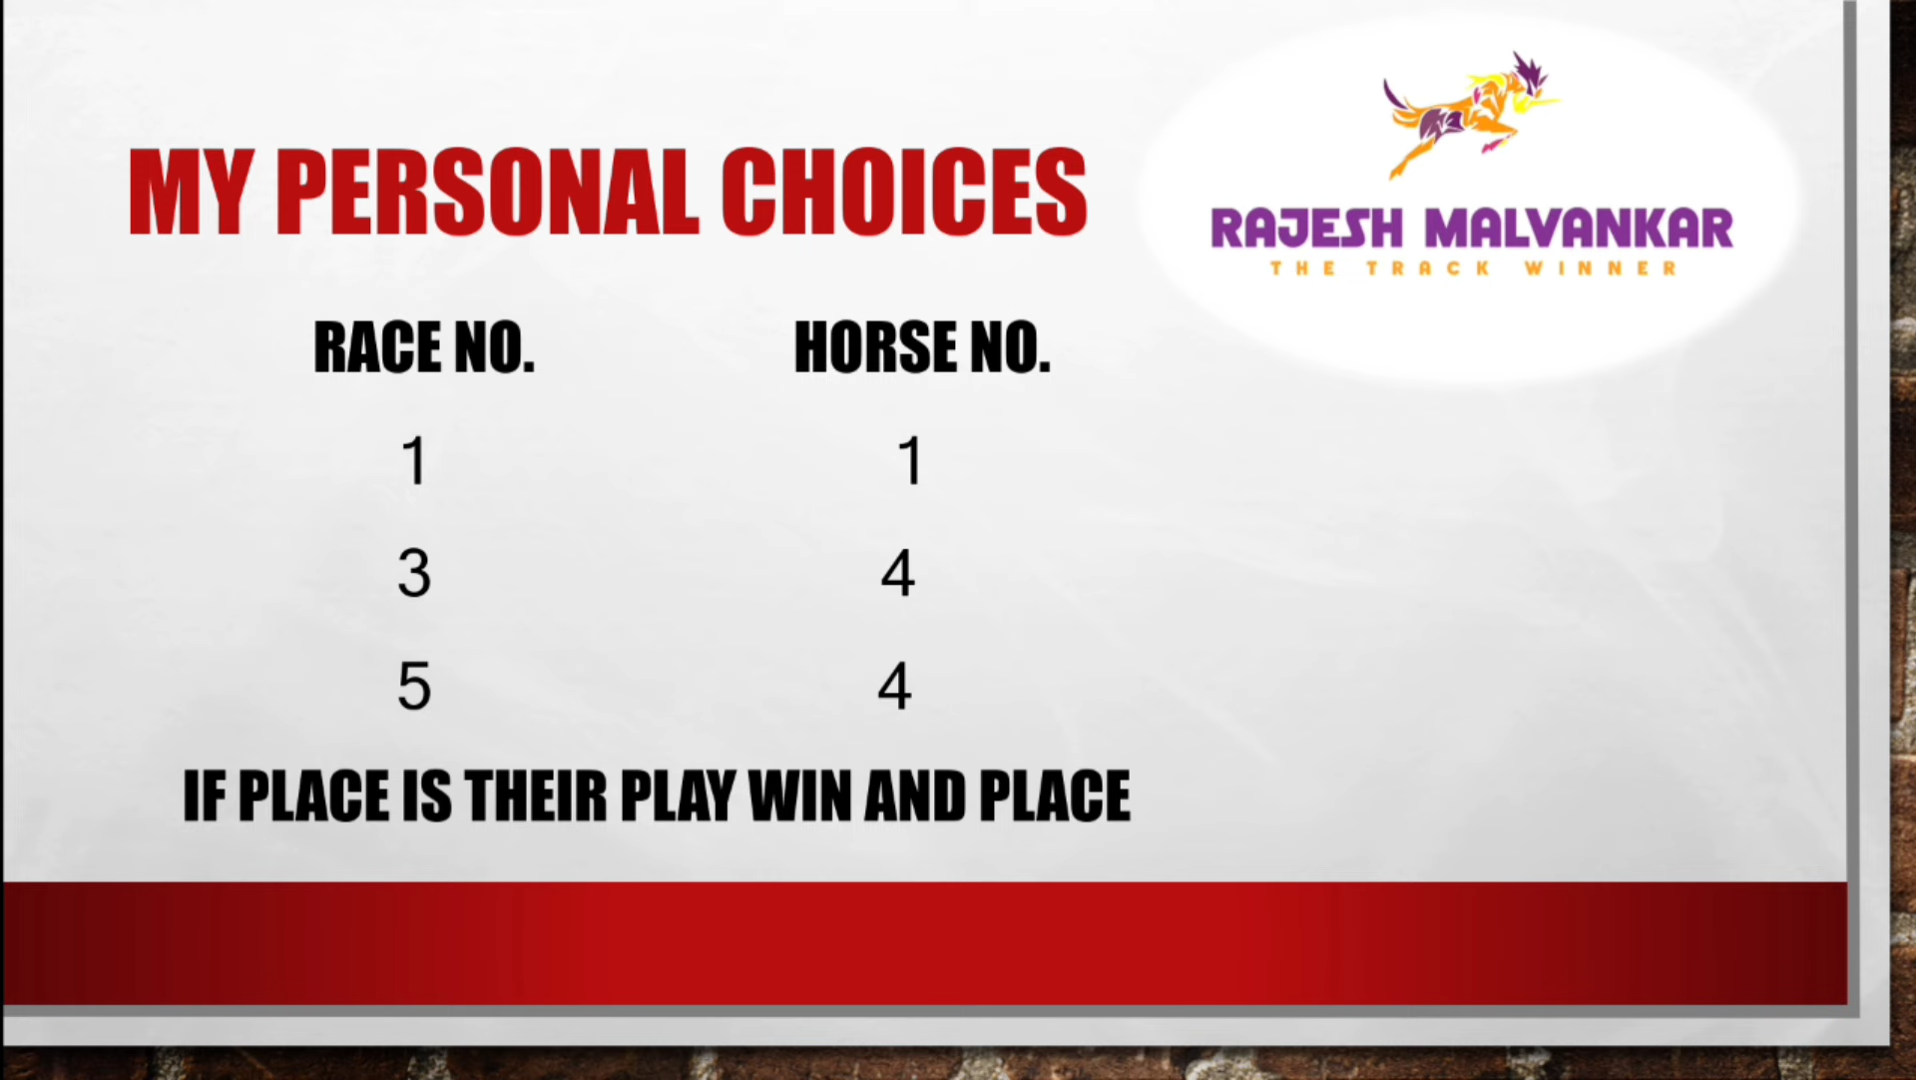 MY PERSONAL CHOICES
RAJESH MALVANKAR
THE TRACK WINNER
RACE NO. HORSE NO.
1 1
3 4
5 4
IF PLACE IS THEIR PLAY WIN AND PLACE